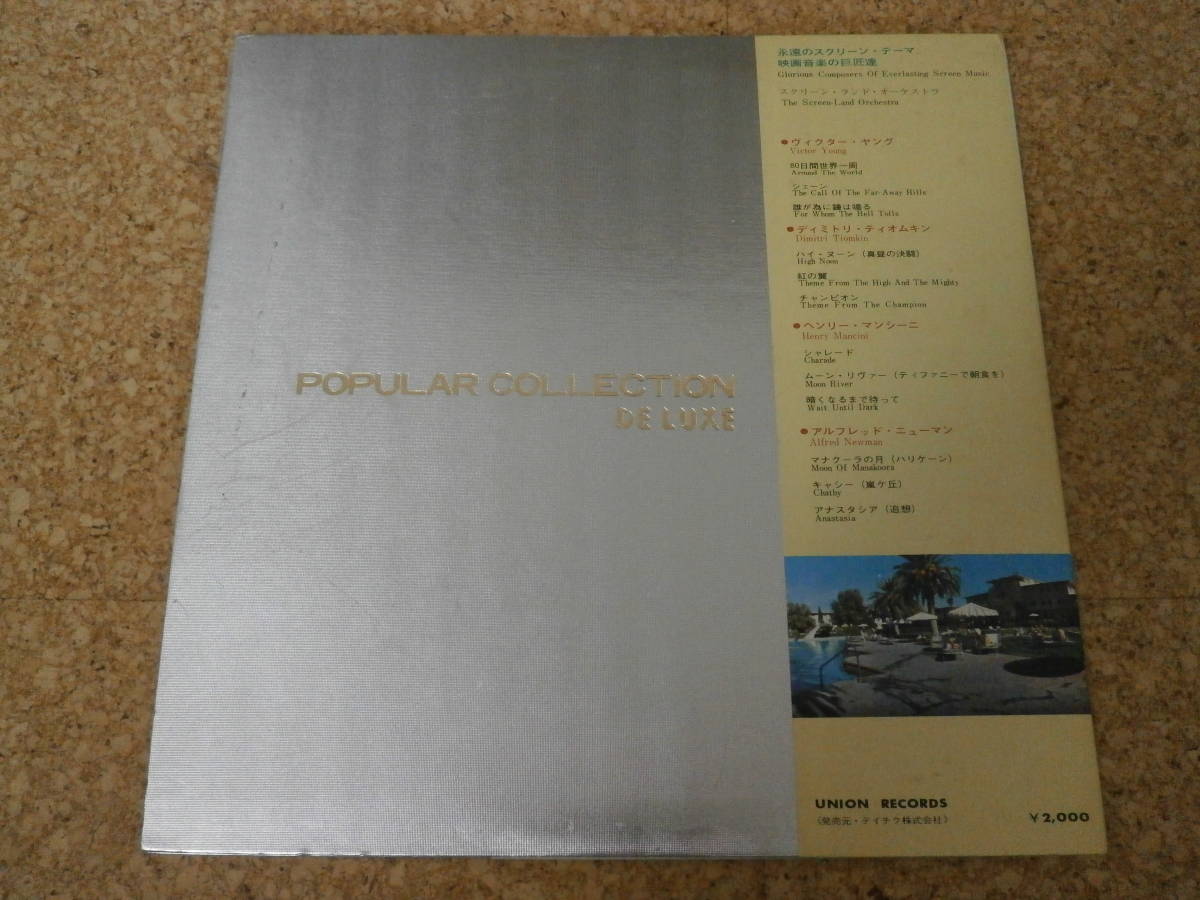 POPULAR COLLECTION
DE LUXE
永遠のスクリーン・テーマ
映画音楽の巨匠達
Glorious Composers Of Everlasting Screen Music
スクリーン・ランド・オーケストラ
The Screen-Land Orchestra
●ヴィクター・ヤング
Victor Young
80日間世界一周
Around The World
シェーン
The Call Of The Far-Away Hills
誰が為に鐘は鳴る
For Whom The Hell Tolls
●ディミトリ・ティオムキン
Dimitri Tiomkin
ハイ・ヌーン（真昼の決闘）
High Noon
紅の翼
Theme From The High And The Mighty
チャンピオン
Theme From The Champion
●ヘンリー・マンシーニ
Henry Mancini
シャレード
Charade
ムーン・リヴァー（ティファニーで朝食を）
Moon River
暗くなるまで待って
Wait Until Dark
●アルフレッド・ニューマン
Alfred Newman
マナクーラの月（ハリケーン）
Moon Of Manakoora
キャシー（嵐ケ丘）
Chathy
アナスタシア（追想）
Anastasia
UNION RECORDS
（発売元・テイチク株式会社）
￥2,000